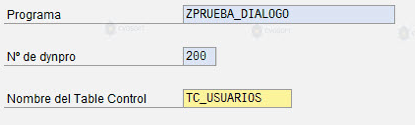 Programa ZPRUEBA_DIALOGO
Nº de dynpro 200
Nombre del Table Control TC_USUARIOS